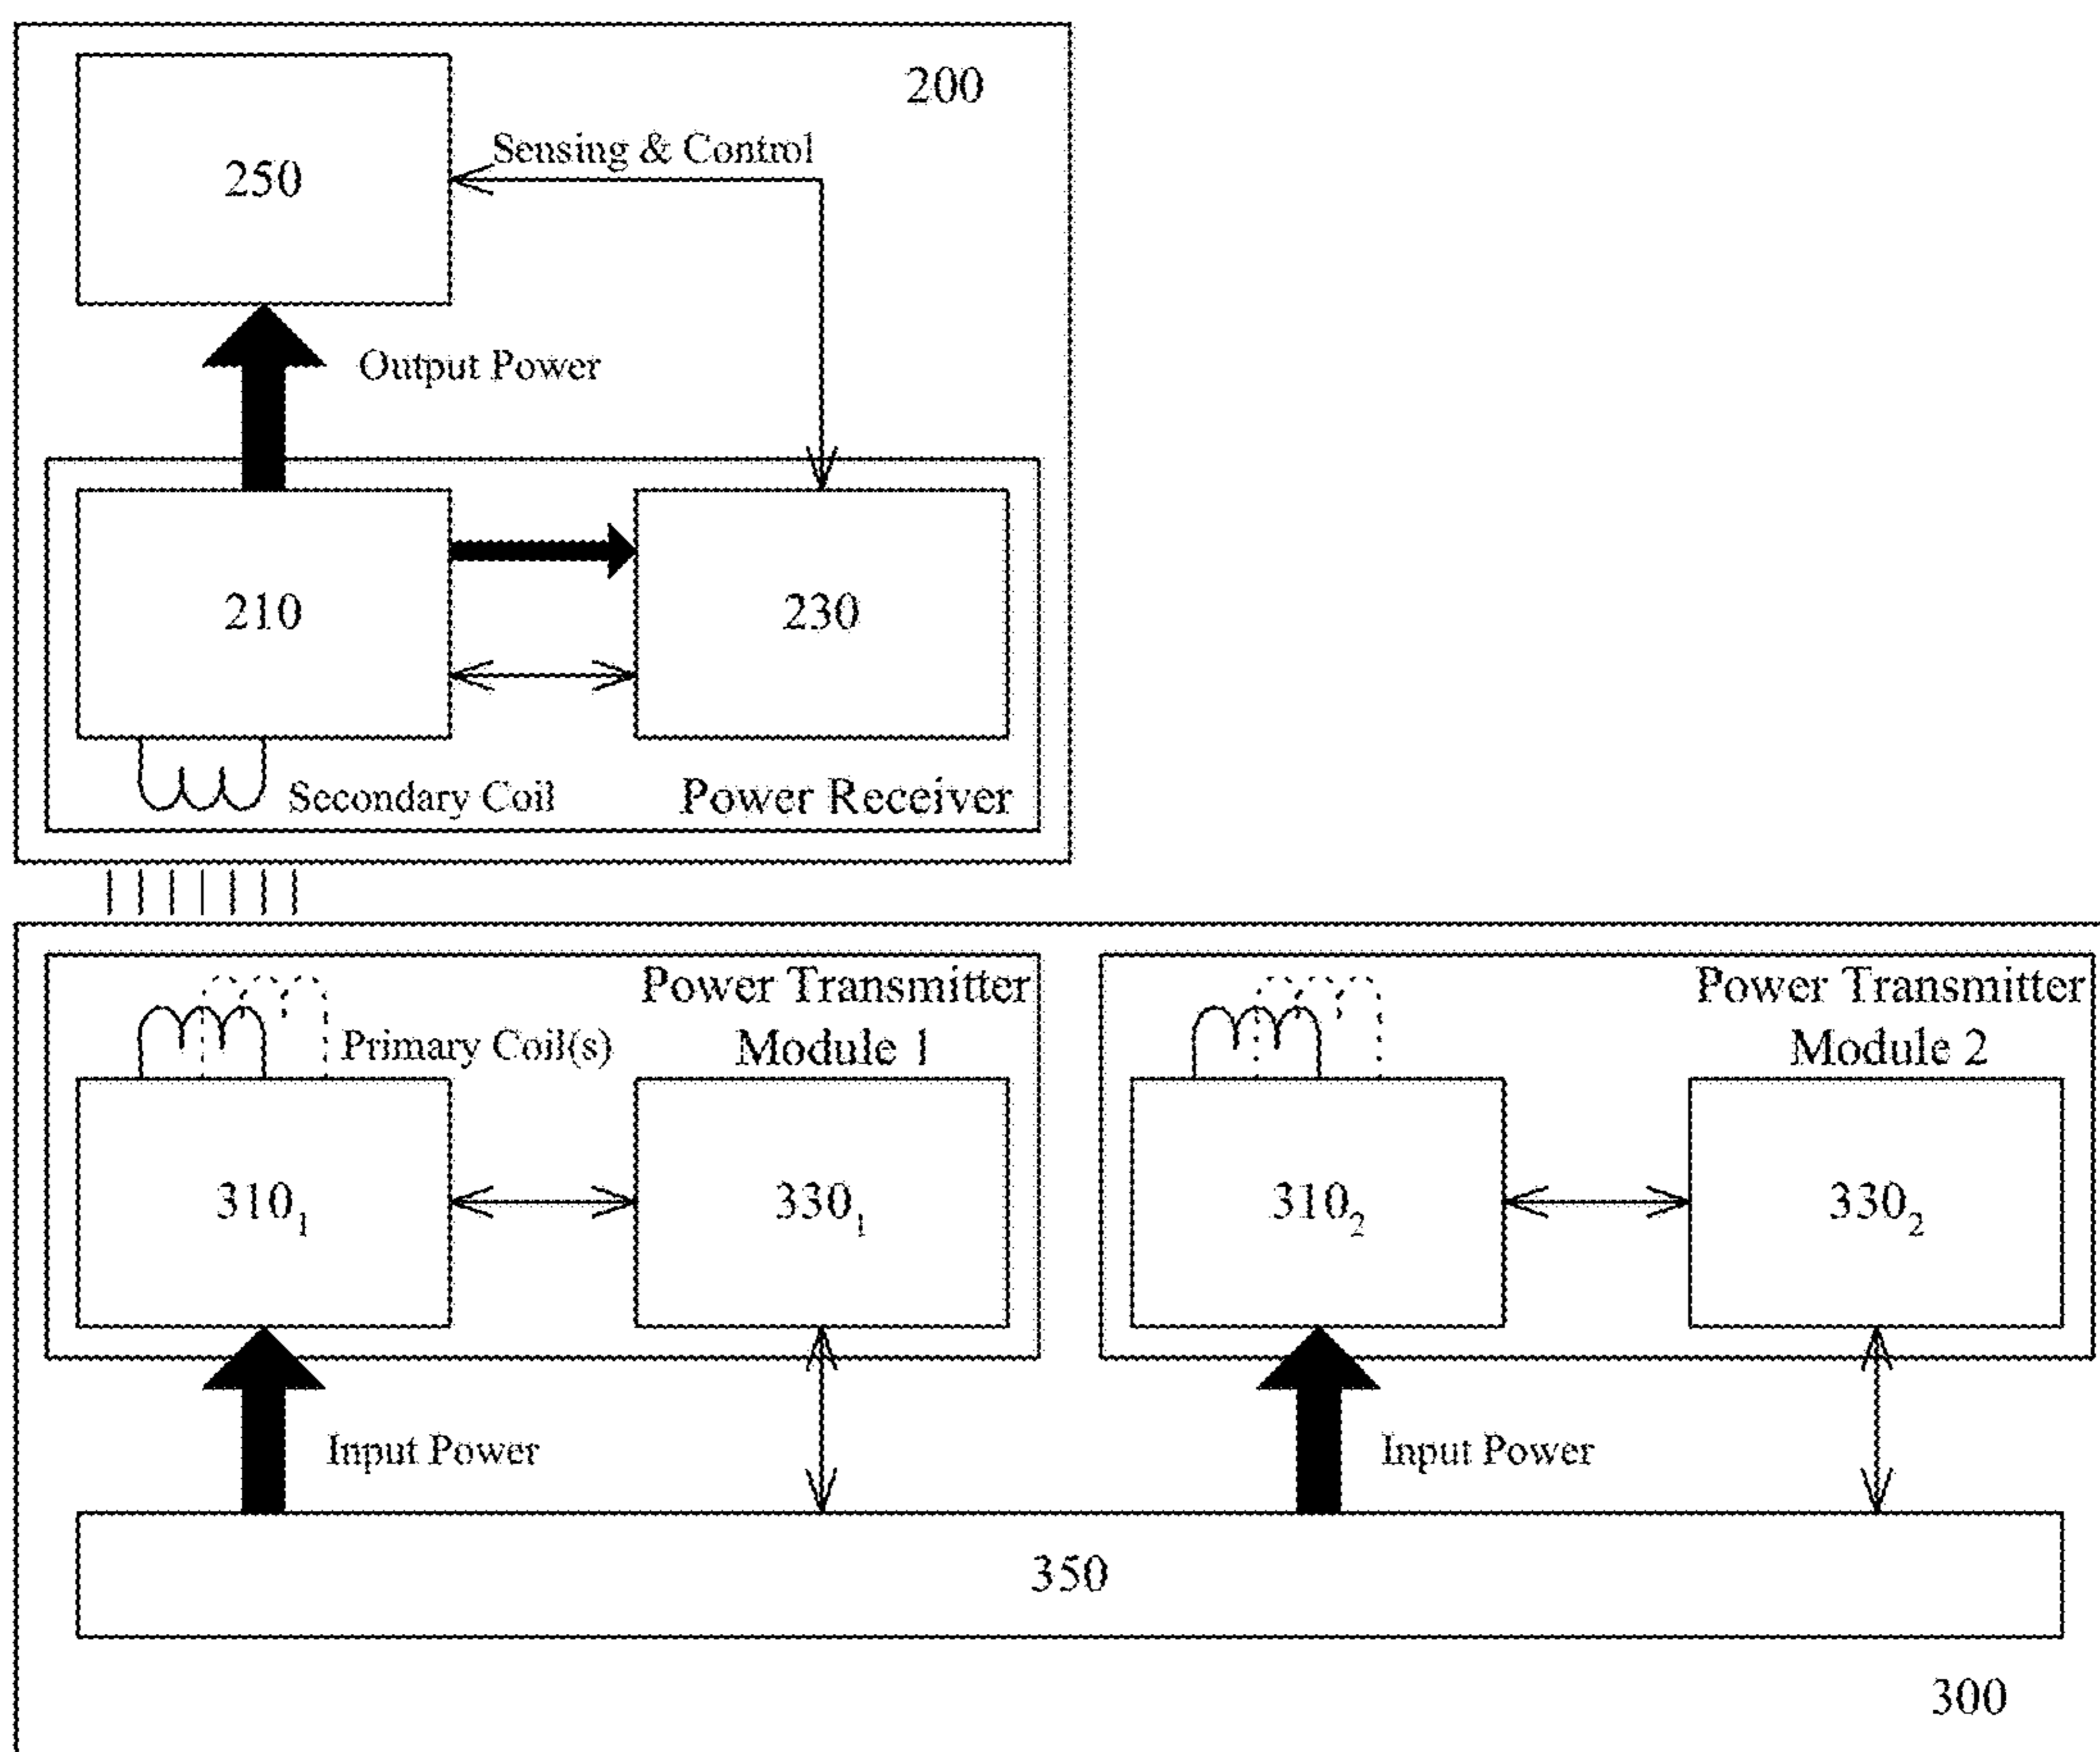 200
Sensing & Control
250
Output Power
210
230
Secondary Coil
Power Receiver
Power Transmitter
Module 1
Primary Coil(s)
310₁
330₁
Power Transmitter
Module 2
310₂
330₂
Input Power
Input Power
350
300